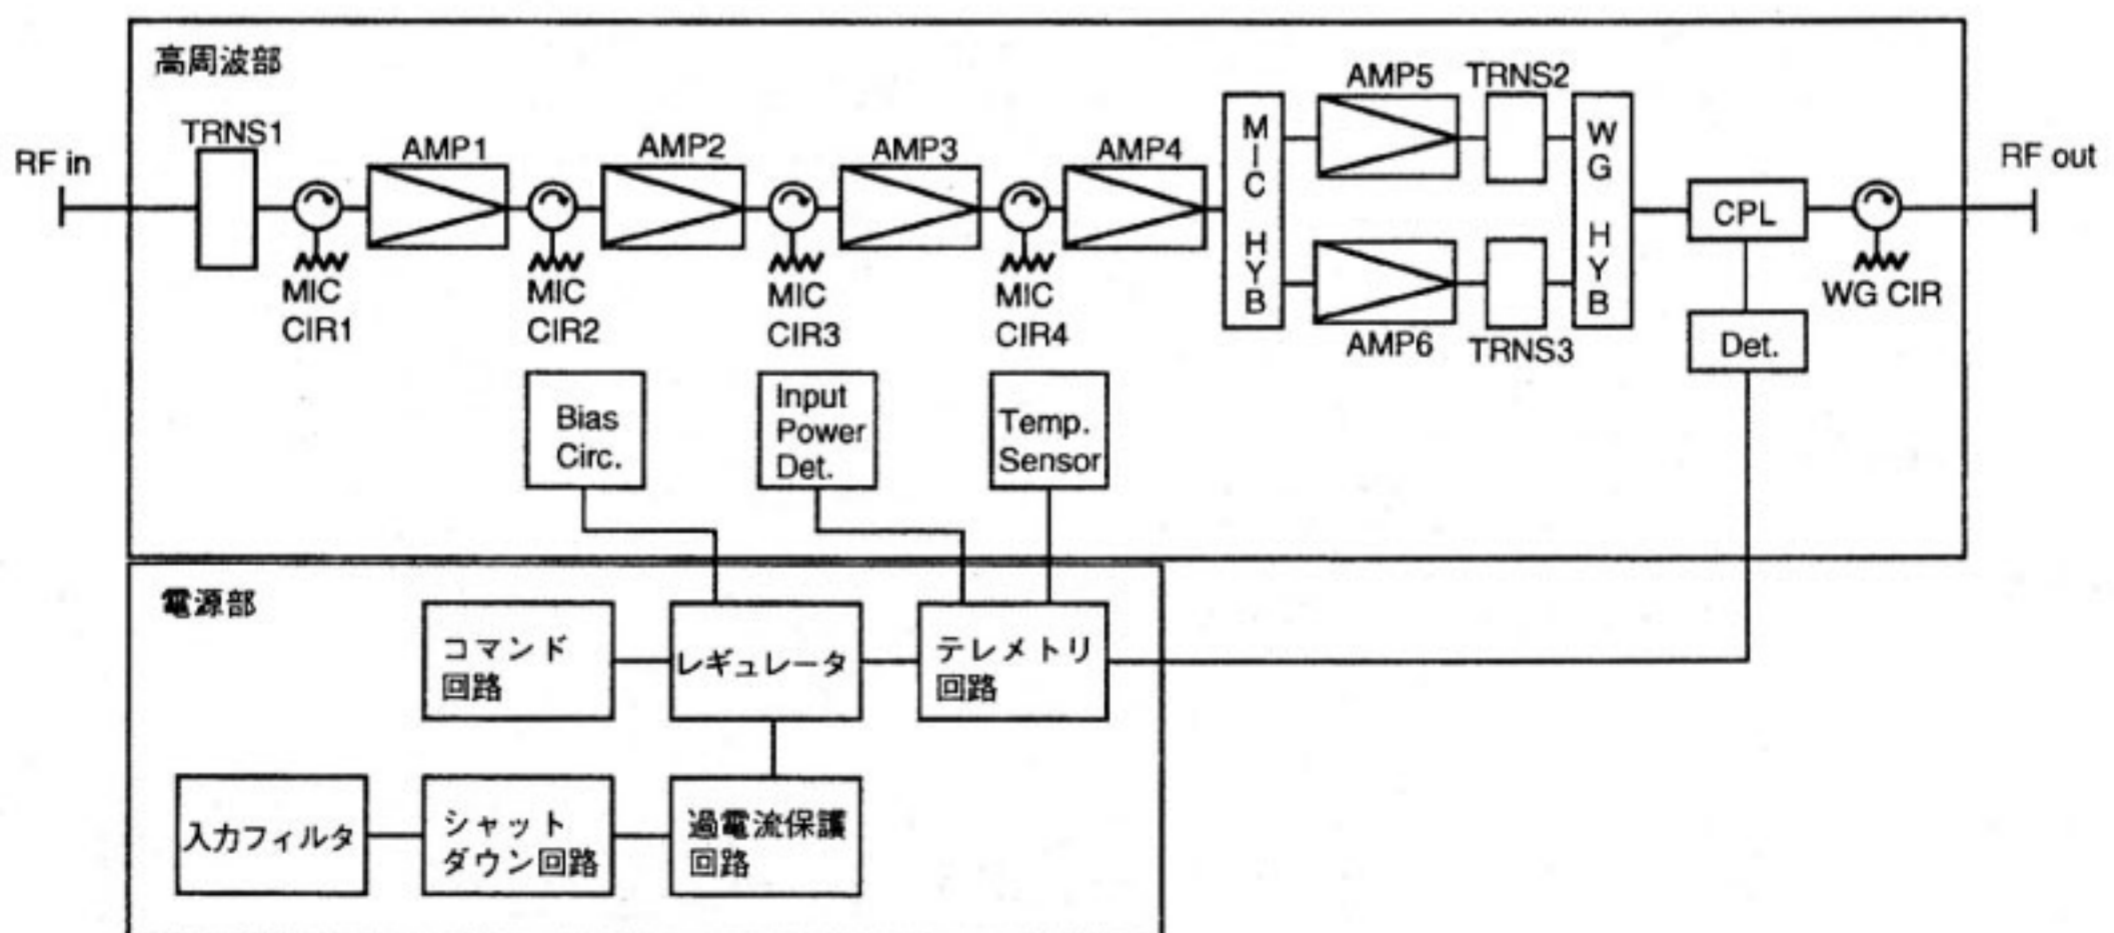 高周波部
RF in
TRNS1
AMP1
AMP2
AMP3
AMP4
MIC HYB
AMP5
TRNS2
AMP6
TRNS3
WG HYB
CPL
Det.
RF out
WG CIR
MIC
CIR1
MIC
CIR2
MIC
CIR3
MIC
CIR4
Bias
Circ.
Input
Power
Det.
Temp.
Sensor
電源部
コマンド
回路
レギュレータ
テレメトリ
回路
入力フィルタ
シャット
ダウン回路
過電流保護
回路